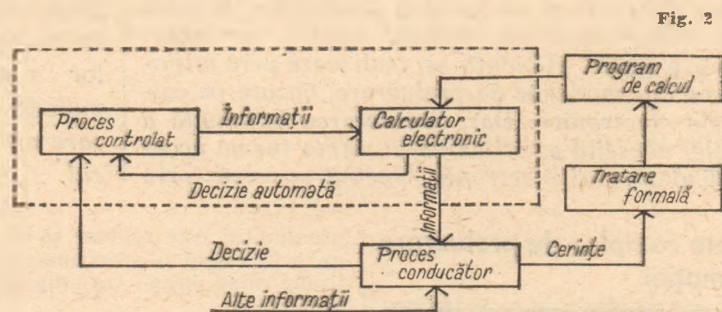 Fig. 2
Program
de calcul
Proces
controlat
Informații
Calculator
electronic
Decizie automată
Informații
Tratare
formală
Decizie
Proces
conducător
Cerințe
Alte informații